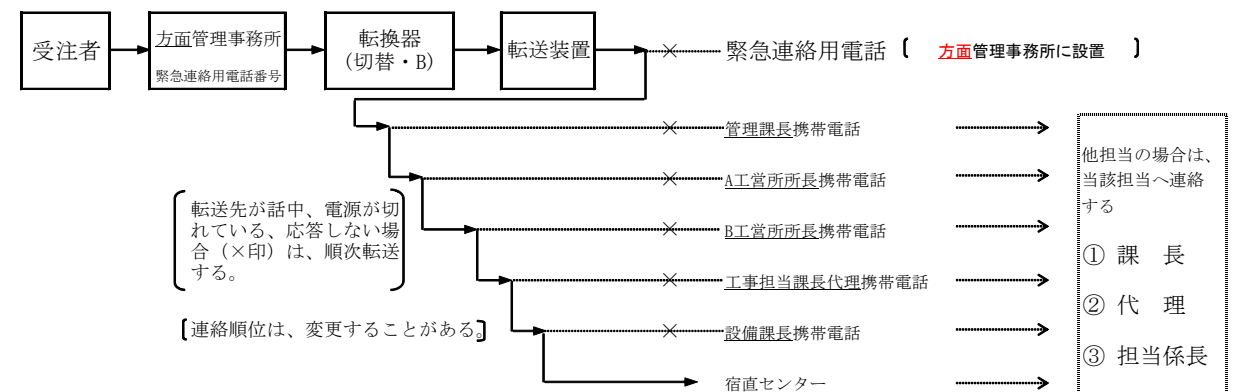 受注者
方面管理事務所
緊急連絡用電話番号
転換器
(切替・B)
転送装置
緊急連絡用電話 〔 方面管理事務所に設置 〕
管理課長携帯電話
A工営所所長携帯電話
B工営所所長携帯電話
工事担当課長代理携帯電話
設備課長携帯電話
宿直センター
転送先が話中、電源が切
れている、応答しない場
合（×印）は、順次転送
する。
〔連絡順位は、変更することがある。〕
他担当の場合は、
当該担当へ連絡
する
① 課　長
② 代　理
③ 担当係長